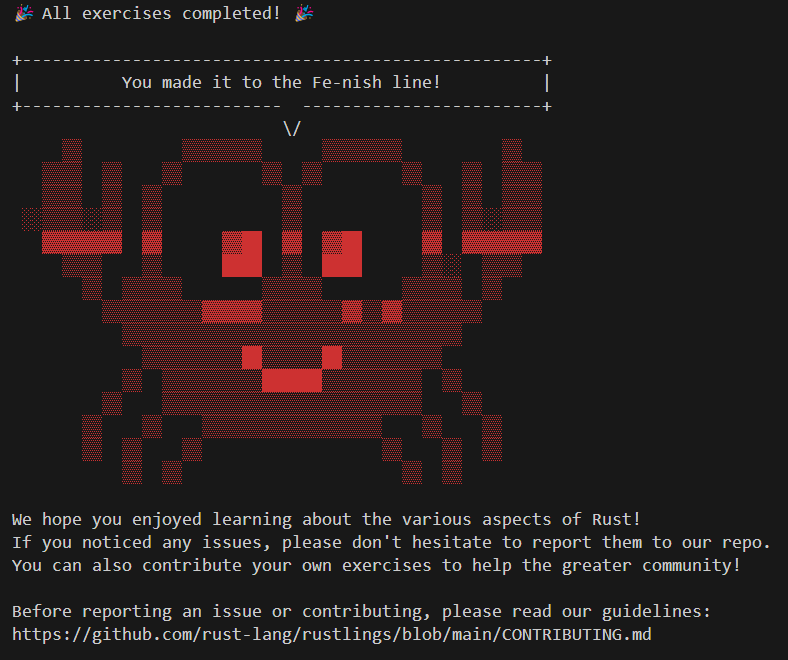 🎉 All exercises completed! 🎉
You made it to the Fe-nish line!
We hope you enjoyed learning about the various aspects of Rust!
If you noticed any issues, please don't hesitate to report them to our repo.
You can also contribute your own exercises to help the greater community!
Before reporting an issue or contributing, please read our guidelines:
https://github.com/rust-lang/rustlings/blob/main/CONTRIBUTING.md